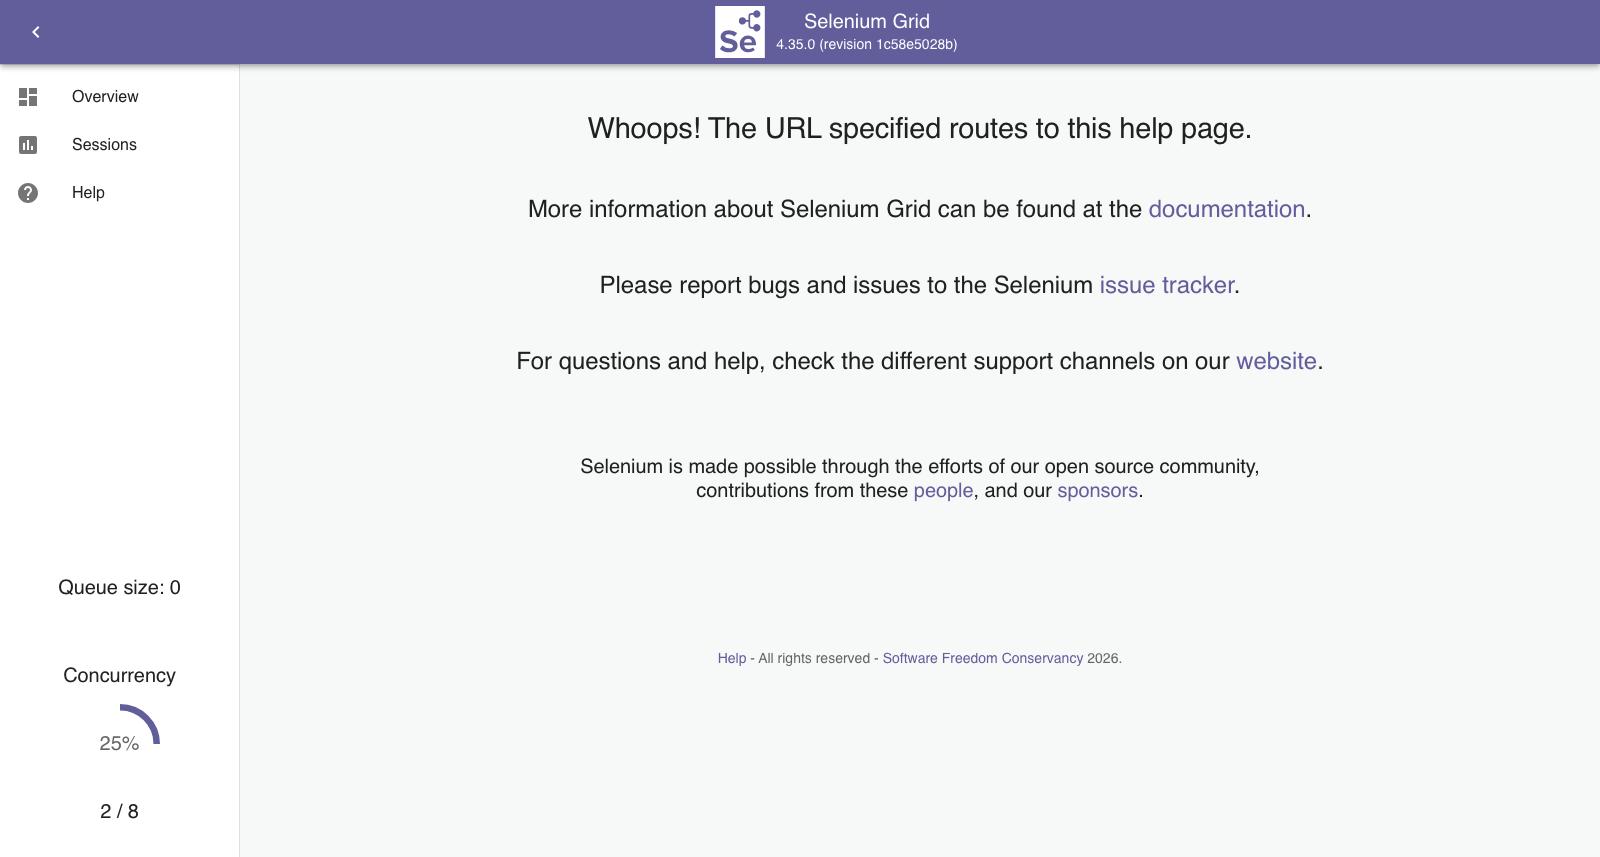 Se
Selenium Grid
4.35.0 (revision 1c58e5028b)
Overview
Sessions
Help
Queue size: 0
Concurrency
25%
2 / 8
Whoops! The URL specified routes to this help page.
More information about Selenium Grid can be found at the documentation.
Please report bugs and issues to the Selenium issue tracker.
For questions and help, check the different support channels on our website.
Selenium is made possible through the efforts of our open source community,
contributions from these people, and our sponsors.
Help - All rights reserved - Software Freedom Conservancy 2026.